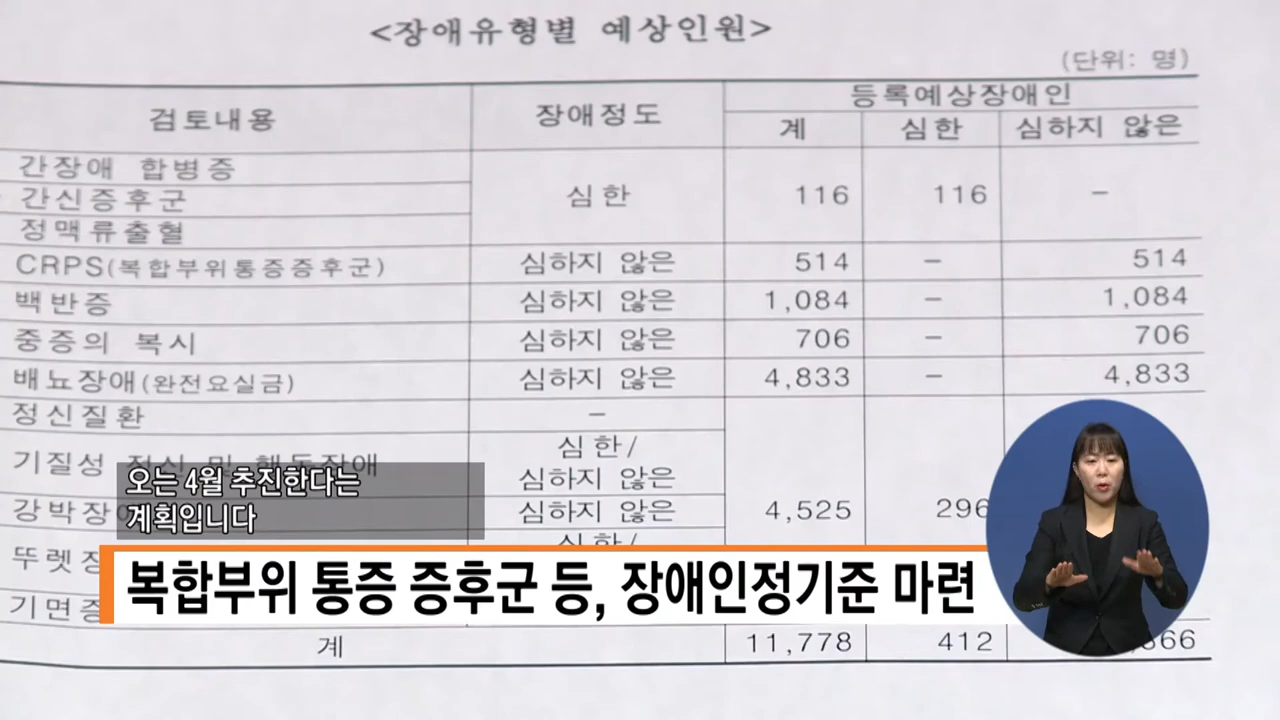 <장애유형별 예상인원>
(단위: 명)
검토내용 장애정도 등록예상장애인
계 심한 심하지 않은
간장애 합병증
간신증후군 심한 116 116 –
정맥류출혈
CRPS(복합부위통증증후군) 심하지 않은 514 – 514
백반증 심하지 않은 1,084 – 1,084
중증의 복시 심하지 않은 706 – 706
배뇨장애(완전요실금) 심하지 않은 4,833 – 4,833
정신질환 –
기질성 심한/
심하지 않은
강박장 심하지 않은 4,525 296
심한/
뚜렛장
기면증
계 11,778 412
오는 4월 추진한다는
계획입니다
복합부위 통증 증후군 등, 장애인정기준 마련